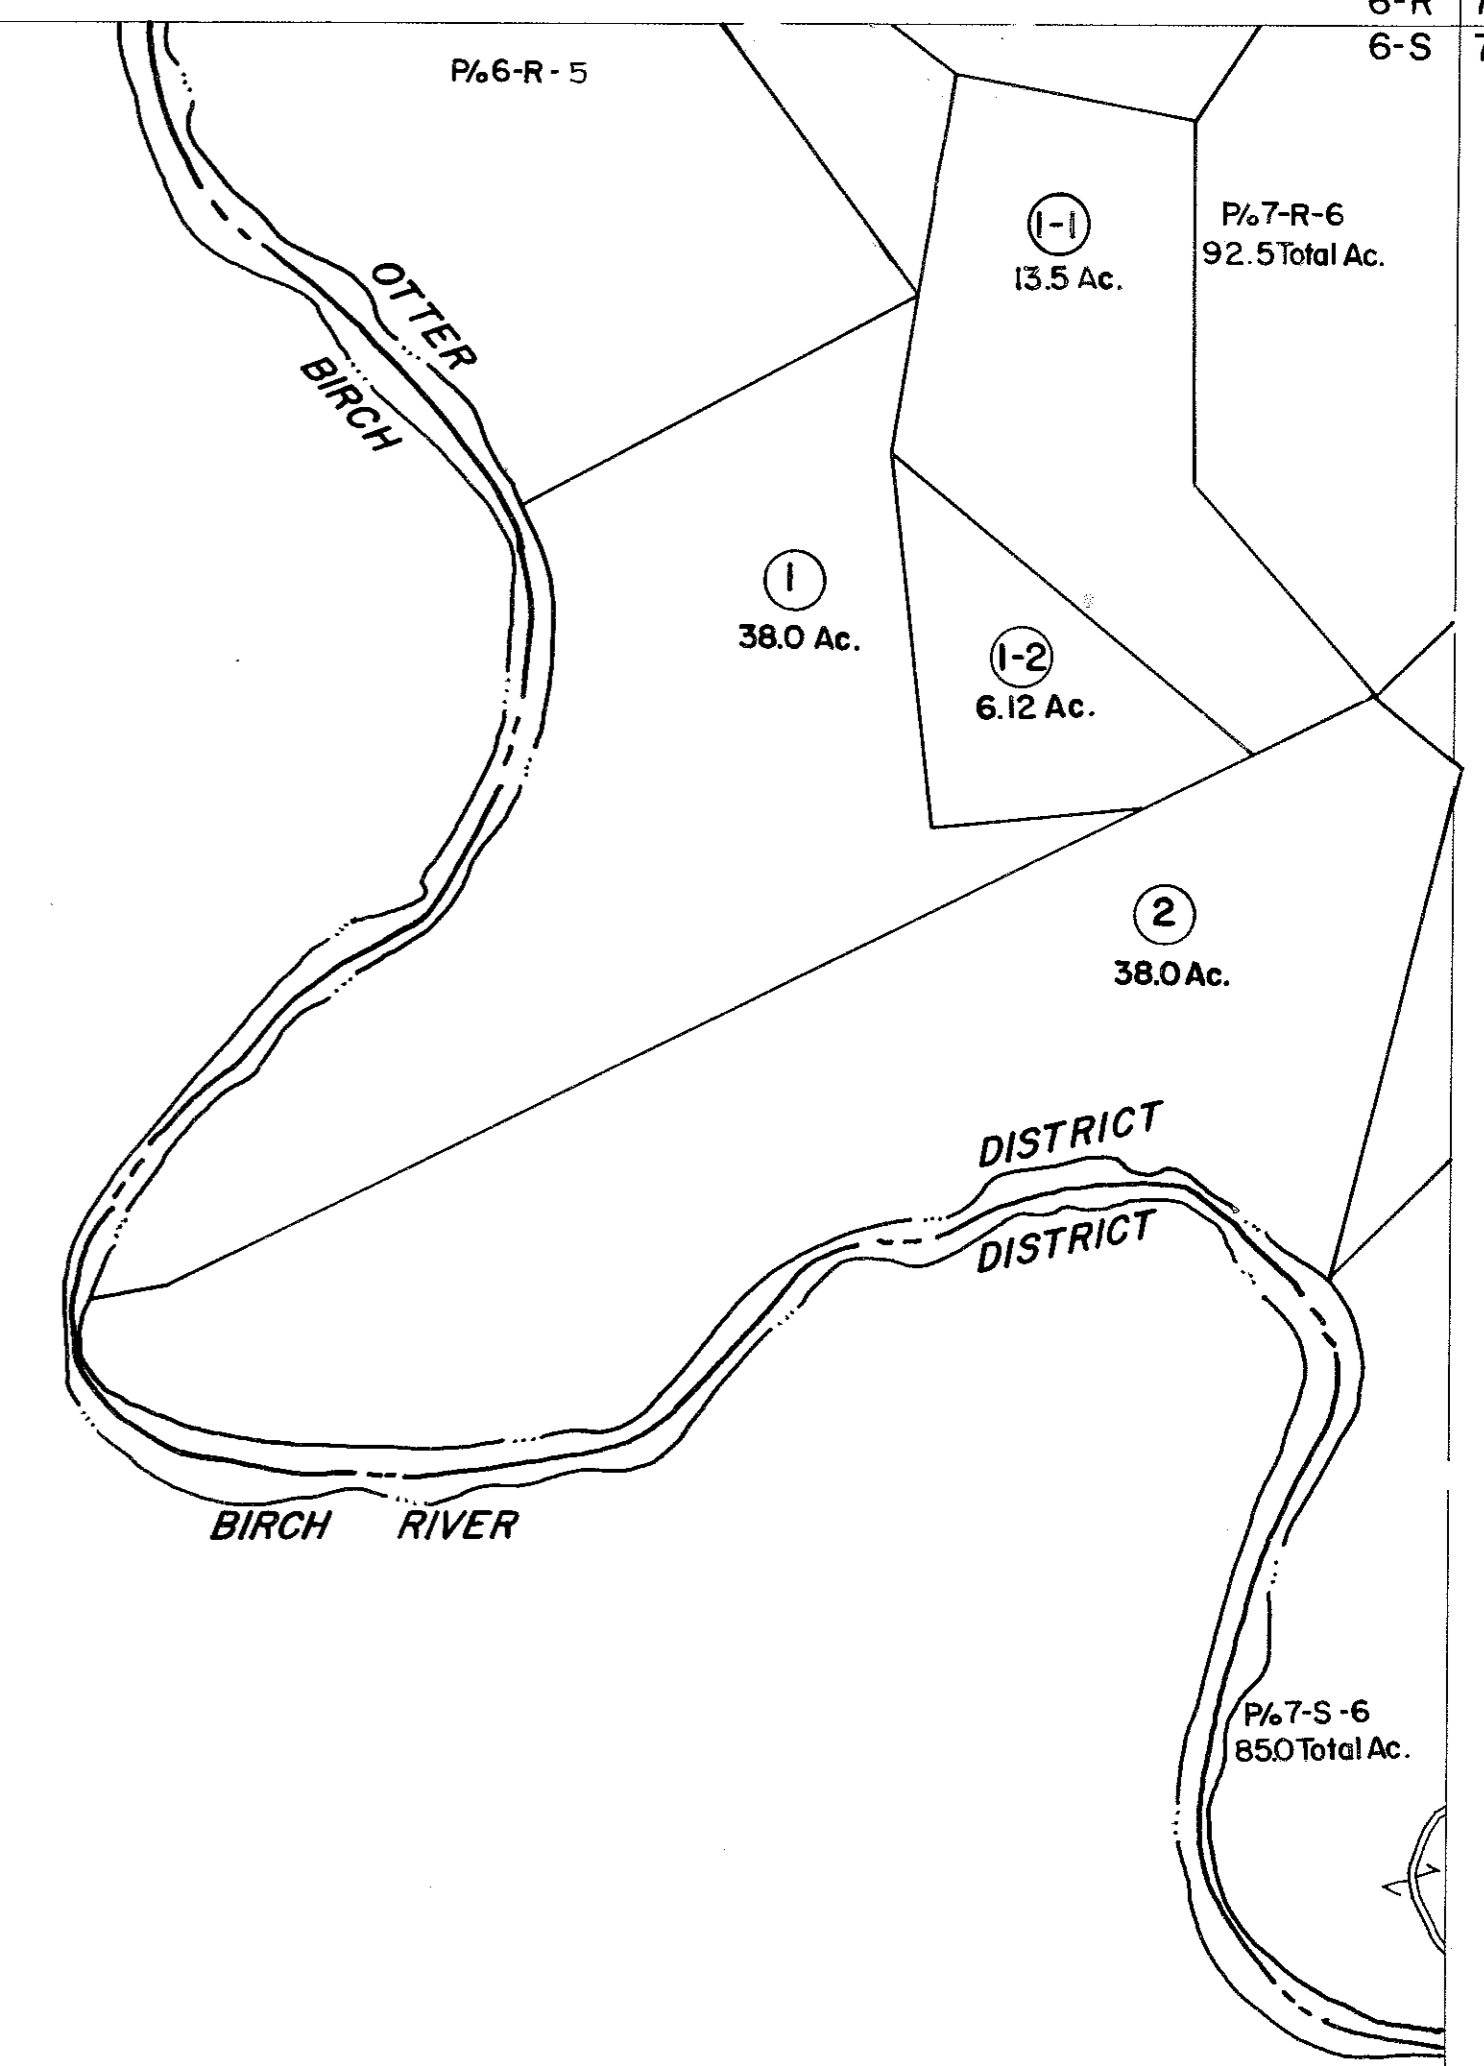 6-R
6-S 7
P/o 6-R-5
1-1
13.5 Ac.
P/o 7-R-6
92.5 Total Ac.
OTTER
BIRCH
1
38.0 Ac.
1-2
6.12 Ac.
2
38.0 Ac.
DISTRICT
DISTRICT
BIRCH RIVER
P/o 7-S-6
85.0 Total Ac.